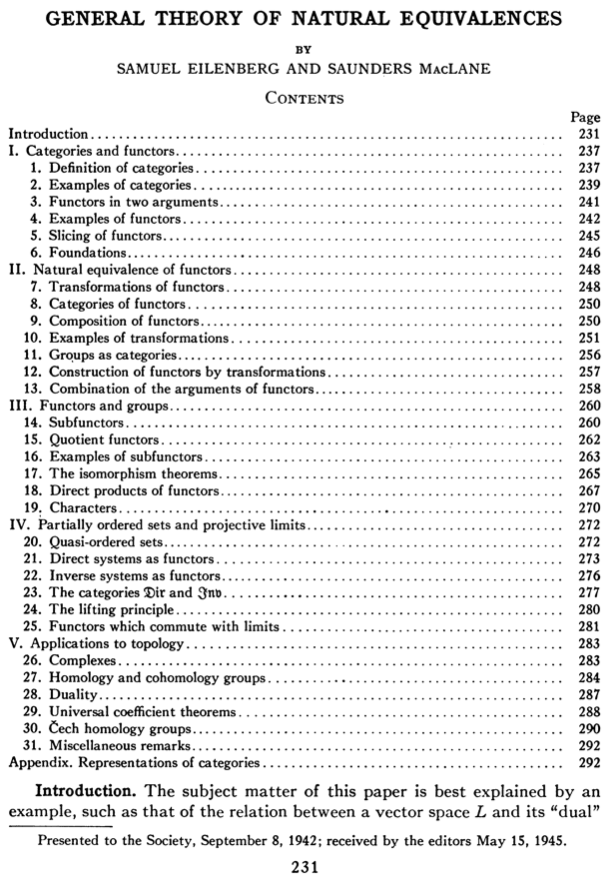 GENERAL THEORY OF NATURAL EQUIVALENCES
BY
SAMUEL EILENBERG AND SAUNDERS MacLANE
Contents
Page
Introduction........................................................ 231
I. Categories and functors........................................................ 237
1. Definition of categories........................................................ 237
2. Examples of categories........................................................ 239
3. Functors in two arguments........................................................ 241
4. Examples of functors........................................................ 242
5. Slicing of functors........................................................ 245
6. Foundations........................................................ 246
II. Natural equivalence of functors........................................................ 248
7. Transformations of functors........................................................ 248
8. Categories of functors........................................................ 250
9. Composition of functors........................................................ 250
10. Examples of transformations........................................................ 251
11. Groups as categories........................................................ 256
12. Construction of functors by transformations........................................................ 257
13. Combination of the arguments of functors........................................................ 258
III. Functors and groups........................................................ 260
14. Subfunctors........................................................ 260
15. Quotient functors........................................................ 262
16. Examples of subfunctors........................................................ 263
17. The isomorphism theorems........................................................ 265
18. Direct products of functors........................................................ 267
19. Characters........................................................ 270
IV. Partially ordered sets and projective limits........................................................ 272
20. Quasi-ordered sets........................................................ 272
21. Direct systems as functors........................................................ 273
22. Inverse systems as functors........................................................ 276
23. The categories 𝔇𝔦𝔯 and ℑ𝔫𝔳........................................................ 277
24. The lifting principle........................................................ 280
25. Functors which commute with limits........................................................ 281
V. Applications to topology........................................................ 283
26. Complexes........................................................ 283
27. Homology and cohomology groups........................................................ 284
28. Duality........................................................ 287
29. Universal coefficient theorems........................................................ 288
30. Čech homology groups........................................................ 290
31. Miscellaneous remarks........................................................ 292
Appendix. Representations of categories........................................................ 292
Introduction. The subject matter of this paper is best explained by an
example, such as that of the relation between a vector space L and its “dual”
Presented to the Society, September 8, 1942; received by the editors May 15, 1945.
231